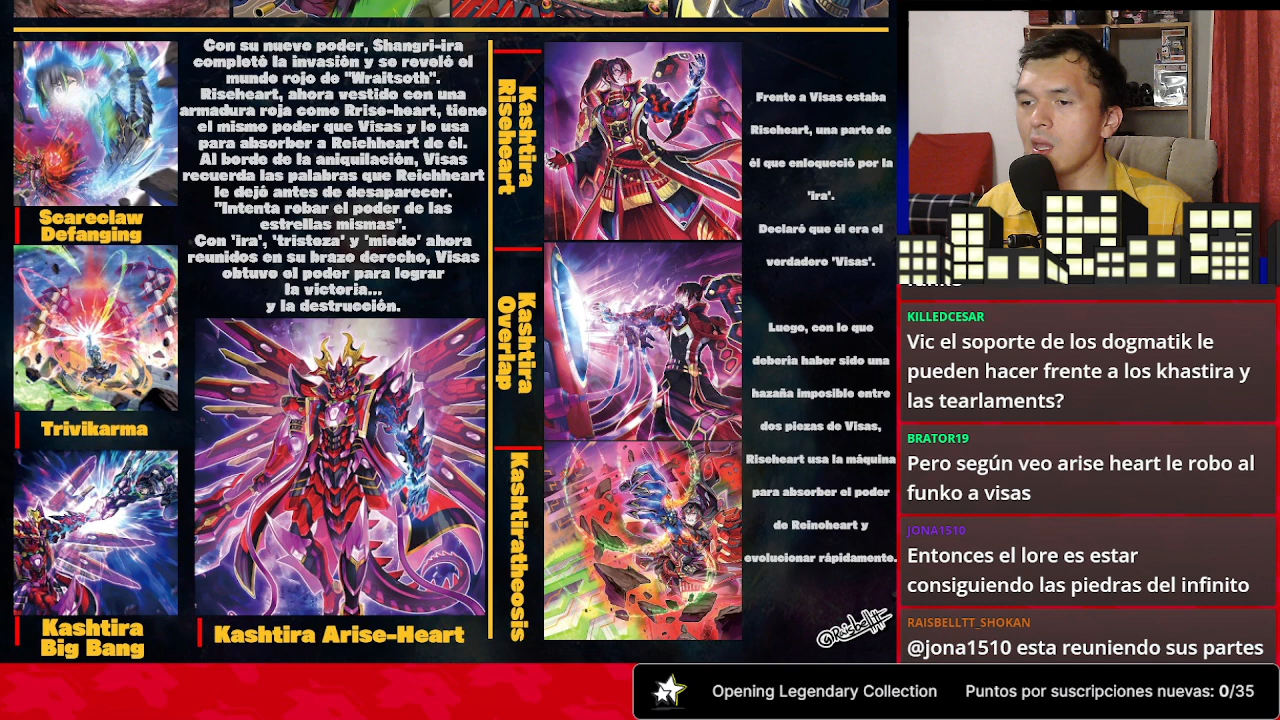 Con su nuevo poder, Shangri-ira
completó la invasión y se reveló el
mundo rojo de "Wraitsoth".
Riseheart, ahora vestido con una
armadura roja como Rrise-heart, tiene
el mismo poder que Visas y lo usa
para absorber a Reichheart de él.
Al borde de la aniquilación, Visas
recuerda las palabras que Reichheart
le dejó antes de desaparecer.
"Intenta robar el poder de las
estrellas mismas".
Con 'ira', 'tristeza' y 'miedo' ahora
reunidos en su brazo derecho, Visas
obtuvo el poder para lograr
la victoria...
y la destrucción.
Scareclaw
Defanging
Trivikarma
Kashtira
Big Bang
Kashtira Arise-Heart
Kashtira
Riseheart
Kashtira
Overlap
Kashtiratheosis
Frente a Visas estaba
Riseheart, una parte de
él que enloqueció por la
'ira'.
Declaró que él era el
verdadero 'Visas'.
Luego, con lo que
debería haber sido una
hazaña imposible entre
dos piezas de Visas,
Riseheart usa la máquina
para absorber el poder
de Reinoheart y
evolucionar rápidamente.
@Raisbelltt
KILLEDCESAR
Vic el soporte de los dogmatik le
pueden hacer frente a los khastira y
las tearlaments?
BRATOR19
Pero según veo arise heart le robo al
funko a visas
JONA1510
Entonces el lore es estar
consiguiendo las piedras del infinito
RAISBELLTT_SHOKAN
@jona1510 esta reuniendo sus partes
Opening Legendary Collection
Puntos por suscripciones nuevas: 0/35